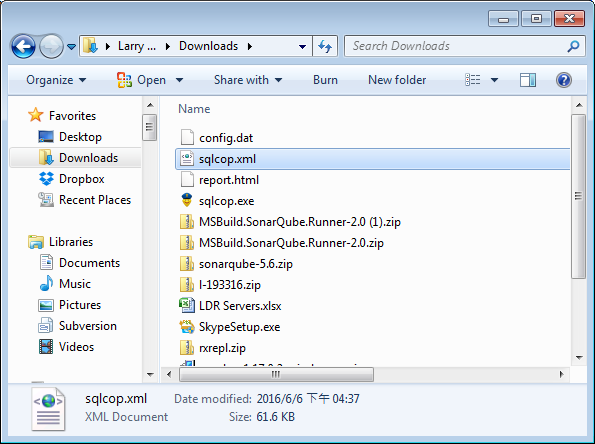 Larry ... Downloads
Search Downloads
Organize Open Share with Burn New folder
Favorites
Desktop
Downloads
Dropbox
Recent Places
Libraries
Documents
Music
Pictures
Subversion
Videos
Name
config.dat
sqlcop.xml
report.html
sqlcop.exe
MSBuild.SonarQube.Runner-2.0 (1).zip
MSBuild.SonarQube.Runner-2.0.zip
sonarqube-5.6.zip
I-193316.zip
LDR Servers.xlsx
SkypeSetup.exe
rxrepl.zip
sqlcop.xml Date modified: 2016/6/6 下午 04:37
XML Document Size: 61.6 KB